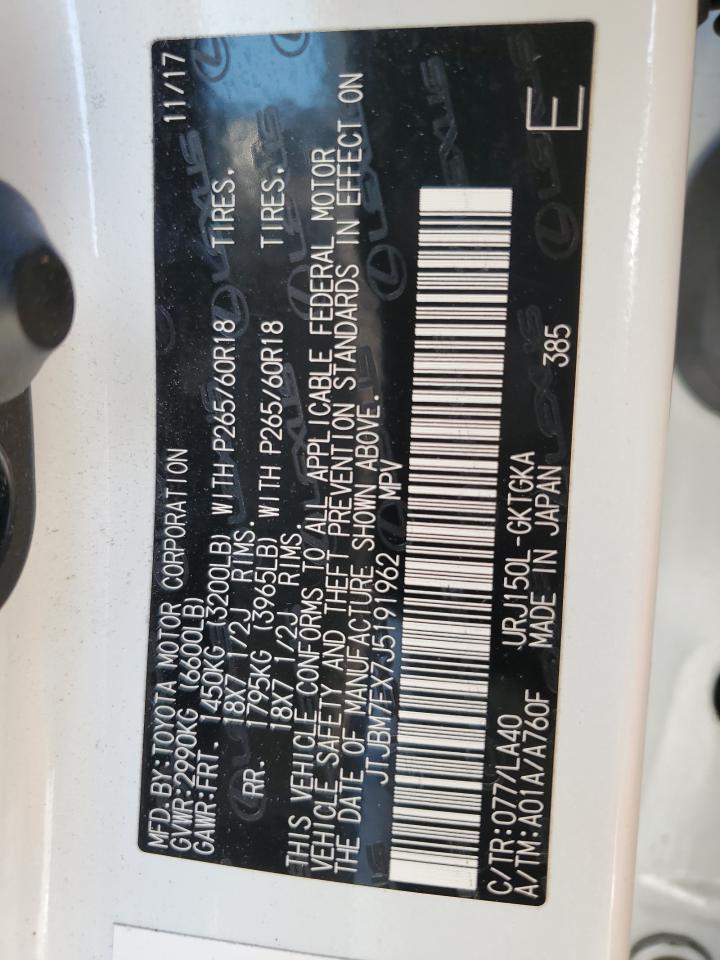 MFD.BY:TOYOTA MOTOR CORPORATION 11/17
GVWR:2990KG (6600LB)
GAWR:FRT. 1450KG (3200LB) WITH P265/60R18 TIRES,
18X7 1/2J RIMS.
RR. 1795KG (3965LB) WITH P265/60R18 TIRES,
18X7 1/2J RIMS.
THIS VEHICLE CONFORMS TO ALL APPLICABLE FEDERAL MOTOR
VEHICLE SAFETY AND THEFT PREVENTION STANDARDS IN EFFECT ON
THE DATE OF MANUFACTURE SHOWN ABOVE.
JTJBM7FX7J5191962 MPV
C/TR:077/LA40 URJ150L-GKTGKA
A/TM:A01A/A760F MADE IN JAPAN 385 E
LEXUS